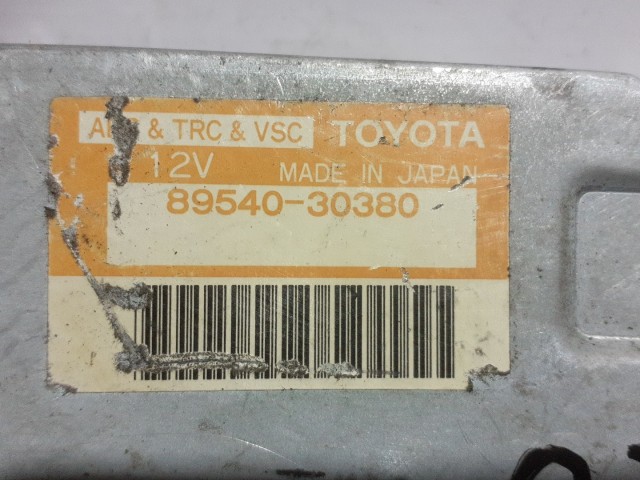 & TRC & VSC TOYOTA
12V MADE IN JAPAN
89540-30380